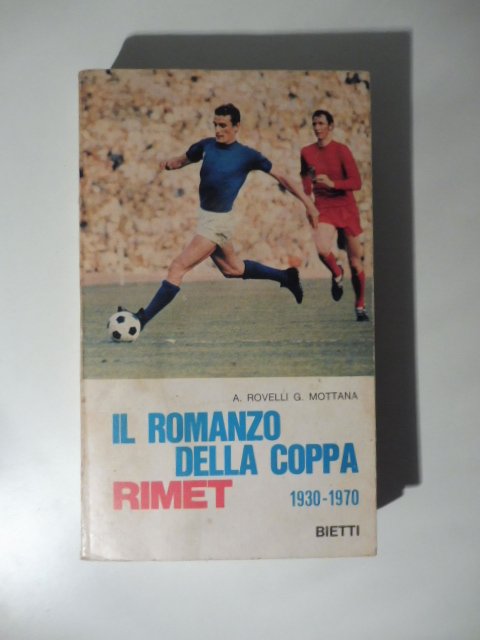 A. ROVELLI G. MOTTANA
IL ROMANZO
DELLA COPPA
RIMET 1930-1970
BIETTI